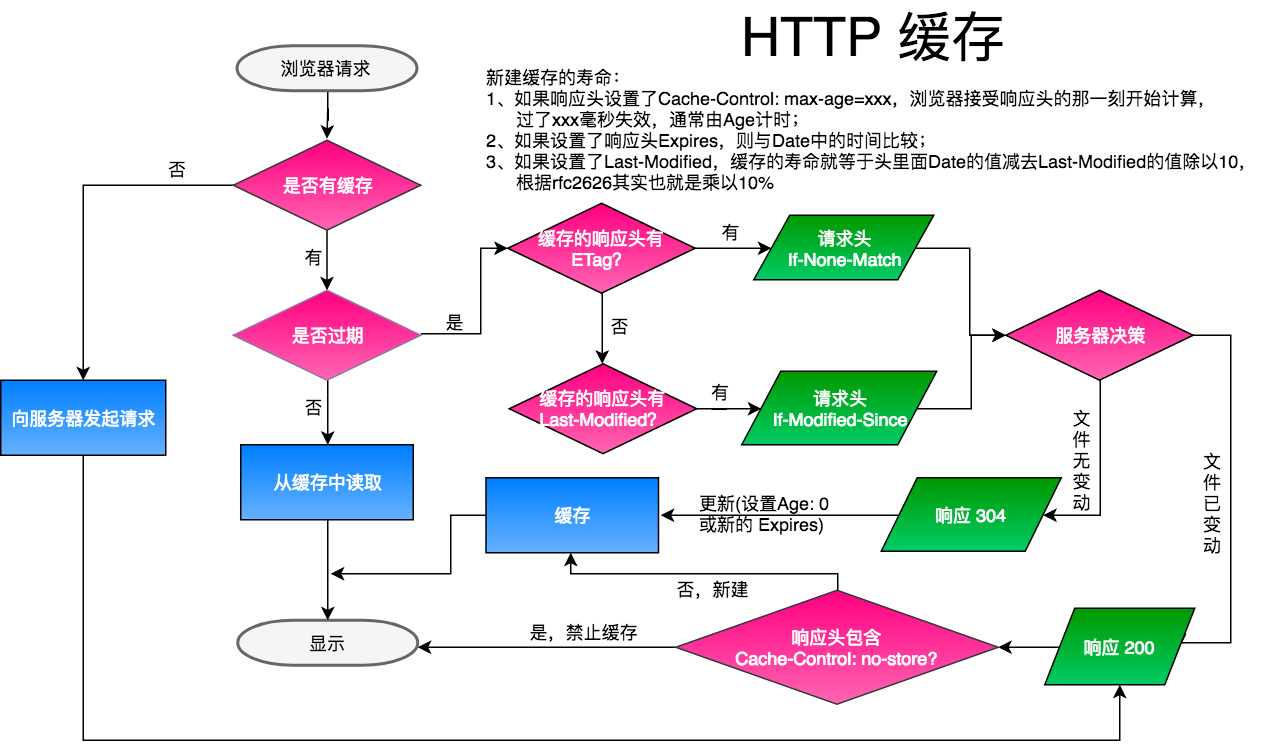 HTTP 缓存
浏览器请求
新建缓存的寿命：
1、如果响应头设置了Cache-Control: max-age=xxx，浏览器接受响应头的那一刻开始计算，
过了xxx毫秒失效，通常由Age计时；
2、如果设置了响应头Expires，则与Date中的时间比较；
3、如果设置了Last-Modified，缓存的寿命就等于头里面Date的值减去Last-Modified的值除以10，
根据rfc2626其实也就是乘以10%
否
是否有缓存
有
缓存的响应头有
ETag?
有
请求头
If-None-Match
是否过期
是
否
服务器决策
向服务器发起请求
否
缓存的响应头有
Last-Modified?
有
请求头
If-Modified-Since
文
件
无
变
动
文
件
已
变
动
从缓存中读取
缓存
更新(设置Age: 0
或新的 Expires)
响应 304
否，新建
显示
是，禁止缓存
响应头包含
Cache-Control: no-store?
响应 200